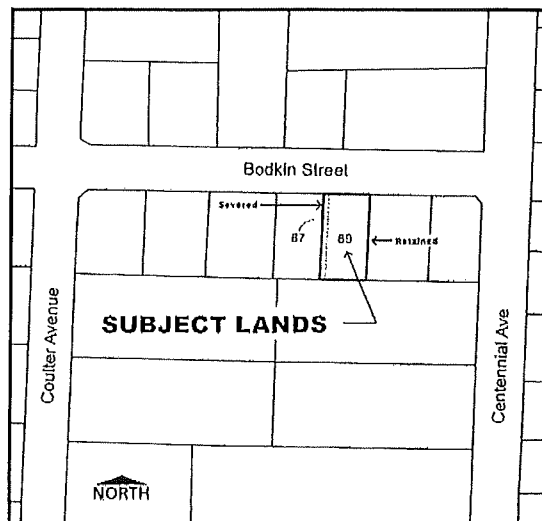 Bodkin Street
Severed
87
89
Retained
SUBJECT LANDS
Coulter Avenue
Centennial Ave
NORTH